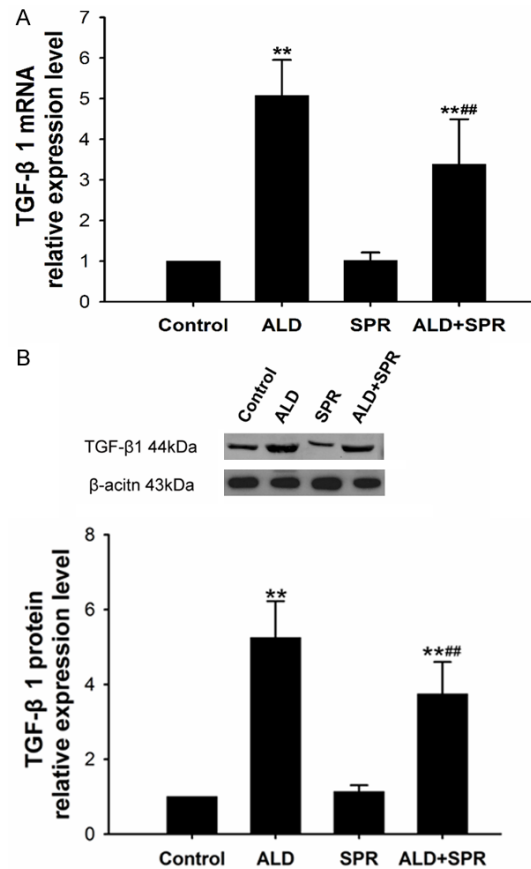 A
TGF-β 1 mRNA
relative expression level
7
6
5
4
3
2
1
0
**
**##
Control ALD SPR ALD+SPR
B
Control ALD SPR ALD+SPR
TGF-β1 44kDa
β-acitn 43kDa
TGF-β 1 protein
relative expression level
8
6
4
2
0
**
**##
Control ALD SPR ALD+SPR